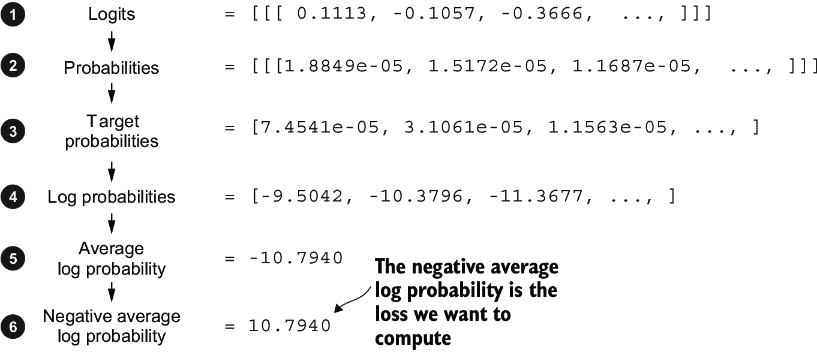 1 Logits = [[[ 0.1113, -0.1057, -0.3666, ..., ]]]
2 Probabilities = [[[1.8849e-05, 1.5172e-05, 1.1687e-05, ..., ]]]
3 Target
probabilities = [7.4541e-05, 3.1061e-05, 1.1563e-05, ..., ]
4 Log probabilities = [-9.5042, -10.3796, -11.3677, ..., ]
5 Average
log probability = -10.7940
6 Negative average
log probability = 10.7940
The negative average
log probability is the
loss we want to
compute